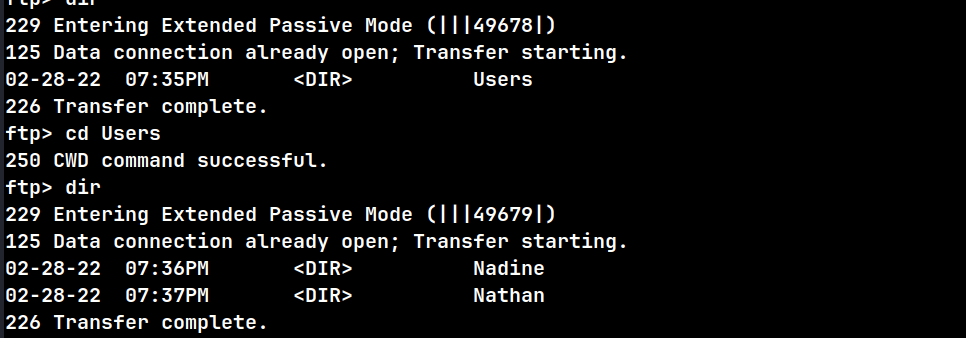 ftp> dir
229 Entering Extended Passive Mode (|||49678|)
125 Data connection already open; Transfer starting.
02-28-22  07:35PM       <DIR>          Users
226 Transfer complete.
ftp> cd Users
250 CWD command successful.
ftp> dir
229 Entering Extended Passive Mode (|||49679|)
125 Data connection already open; Transfer starting.
02-28-22  07:36PM       <DIR>          Nadine
02-28-22  07:37PM       <DIR>          Nathan
226 Transfer complete.